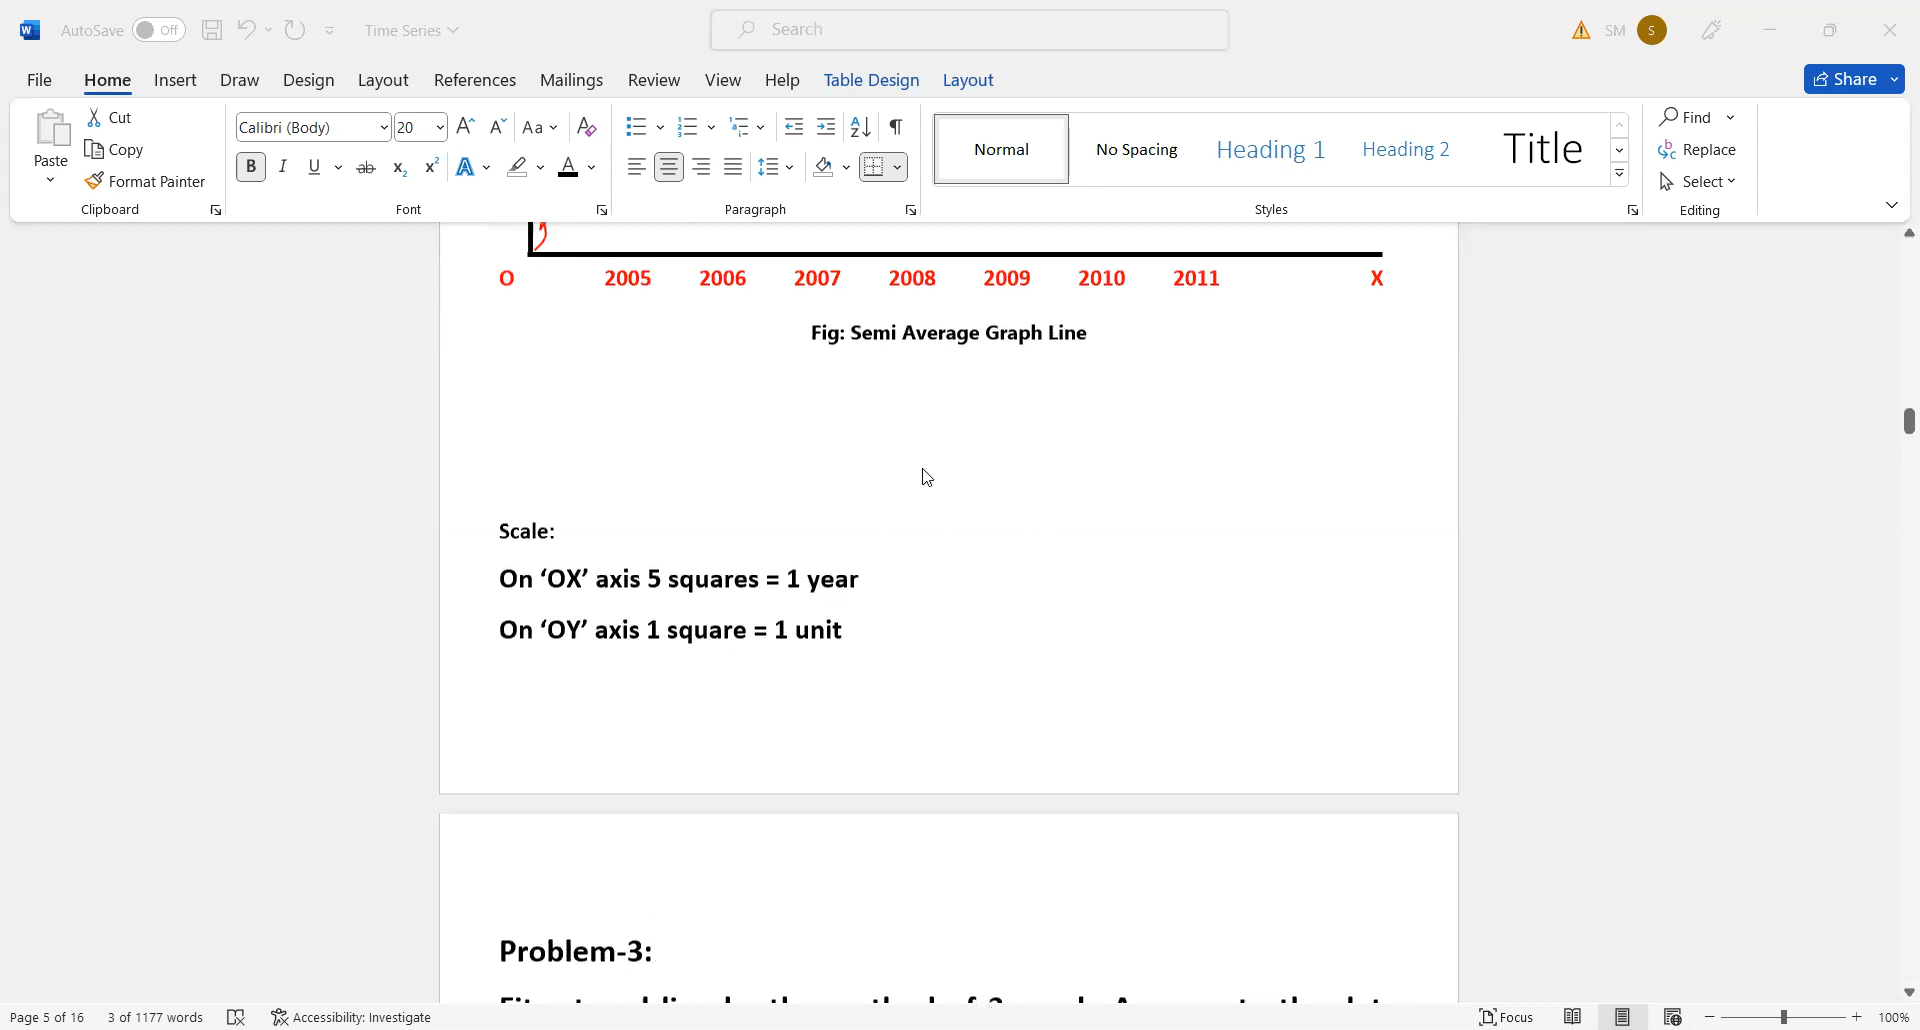 AutoSave Off Time Series Search SM S
File Home Insert Draw Design Layout References Mailings Review View Help Table Design Layout Share
Paste Cut Copy Format Painter
Clipboard
Calibri (Body) 20 A A Aa A
B I U ab x₂ x² A A
Font
Paragraph
Normal No Spacing Heading 1 Heading 2 Title
Styles
Find Replace Select
Editing
O 2005 2006 2007 2008 2009 2010 2011 X
Fig: Semi Average Graph Line
Scale:
On ‘OX’ axis 5 squares = 1 year
On ‘OY’ axis 1 square = 1 unit
Problem-3:
Page 5 of 16 3 of 1177 words Accessibility: Investigate Focus 100%